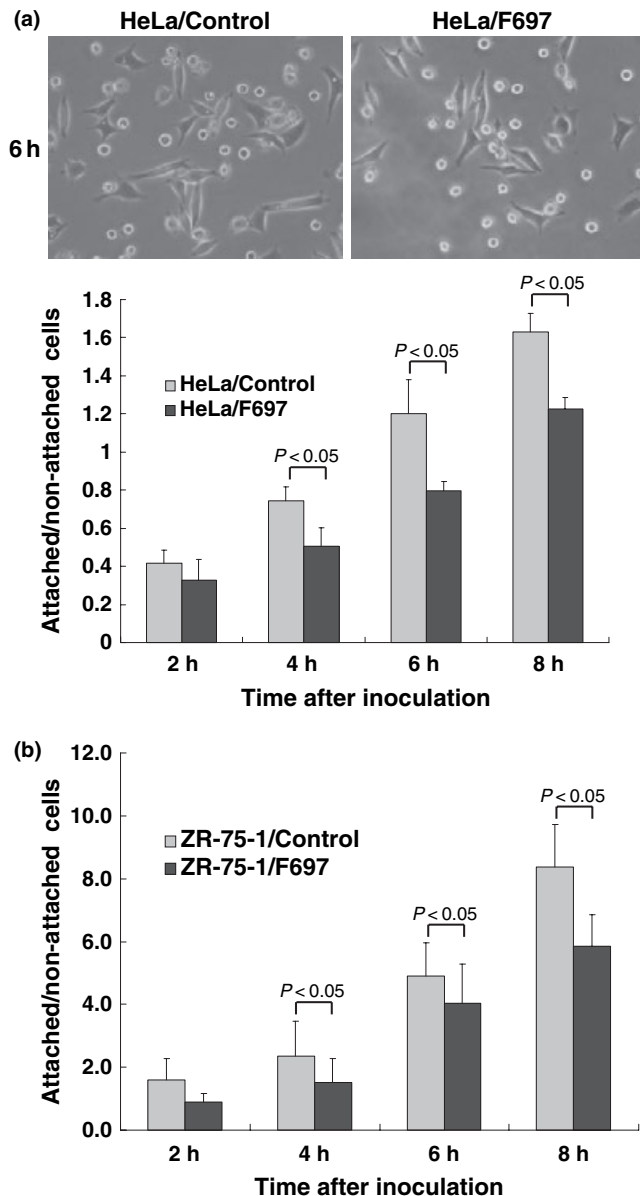 (a)
HeLa/Control
HeLa/F697
6 h
Attached/non-attached cells
1.8
1.6
1.4
1.2
1
0.8
0.6
0.4
0.2
0
HeLa/Control
HeLa/F697
P < 0.05
P < 0.05
P < 0.05
2 h
4 h
6 h
8 h
Time after inoculation
(b)
Attached/non-attached cells
12.0
10.0
8.0
6.0
4.0
2.0
0.0
ZR-75-1/Control
ZR-75-1/F697
P < 0.05
P < 0.05
P < 0.05
2 h
4 h
6 h
8 h
Time after inoculation